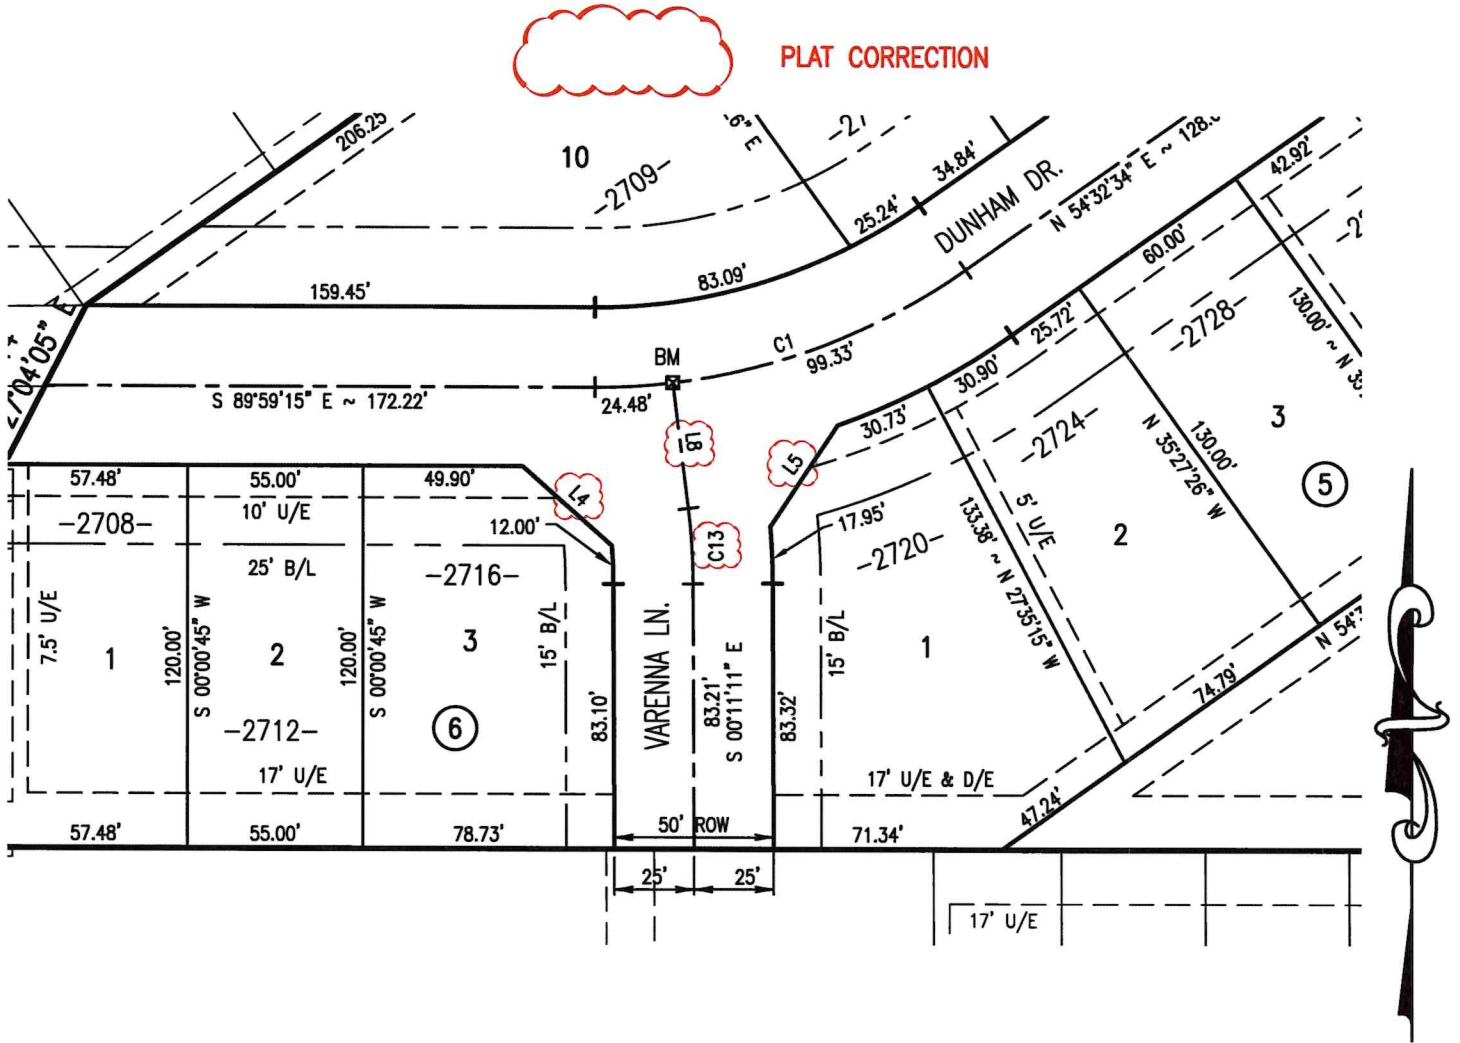 PLAT CORRECTION
206.25
10
-2709-
34.84'
25.24'
DUNHAM DR.
N 54°32'34" E ~ 128.
42.92'
159.45'
83.09'
60.00'
-2728-
130.00' ~ N 35
BM
C1
99.33'
25.72'
30.90'
S 89°59'15" E ~ 172.22'
24.48'
L8
L5
30.73'
-2724-
N 35°27'26" W
130.00'
3
5
57.48'
55.00'
49.90'
L4
10' U/E
-2708-
12.00'
C13
17.95'
-2720-
133.38' ~ N 27°35'15" W
5' U/E
2
25' B/L
-2716-
7.5' U/E
1
120.00'
S 00°00'45" W
2
120.00'
S 00°00'45" W
3
15' B/L
VARENNA LN.
83.10'
83.21'
S 00°11'11" E
83.32'
15' B/L
1
74.79'
-2712-
6
17' U/E
17' U/E & D/E
47.24'
57.48'
55.00'
78.73'
50' ROW
71.34'
25'
25'
17' U/E